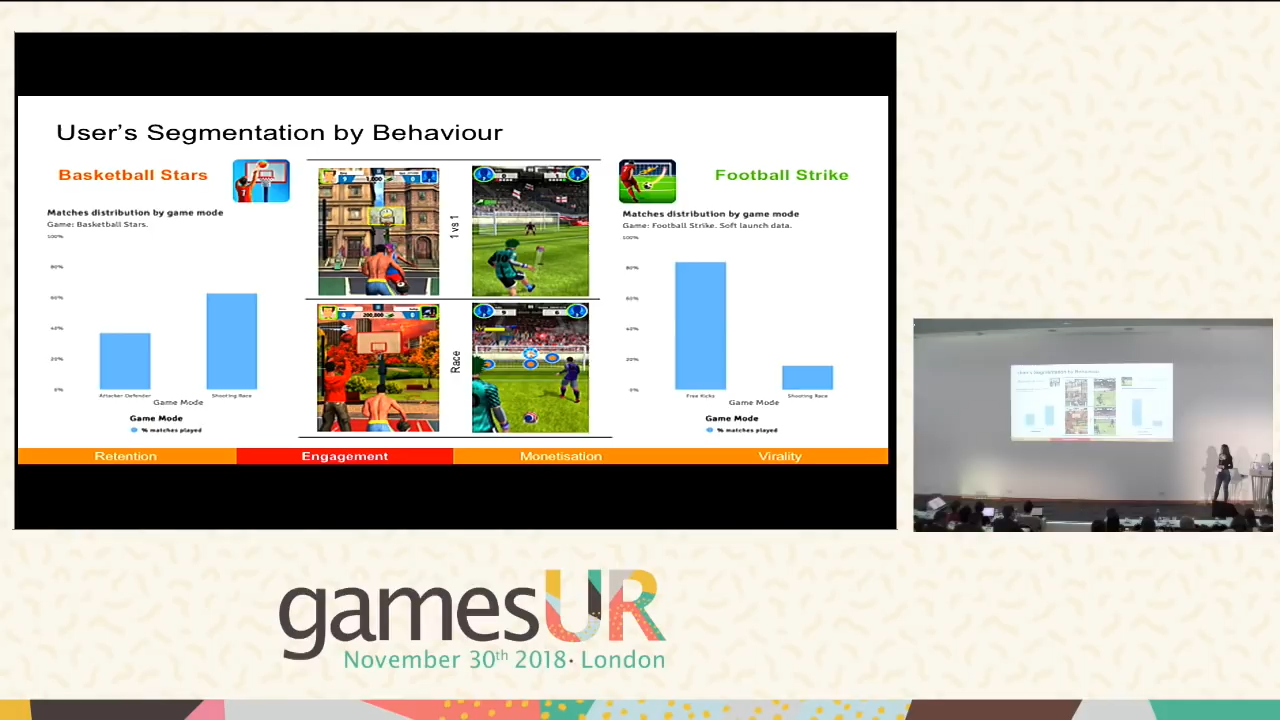 User's Segmentation by Behaviour
Basketball Stars
Matches distribution by game mode
Game: Basketball Stars.
100%
80%
60%
40%
20%
0%
Attacker Defender
Shooting Race
Game Mode
Game Mode
% matches played
1 vs 1
Race
Football Strike
Matches distribution by game mode
Game: Football Strike. Soft launch data.
100%
80%
60%
40%
20%
0%
Free Kicks
Shooting Race
Game Mode
Game Mode
% matches played
Retention
Engagement
Monetisation
Virality
gamesUR
November 30th 2018 · London